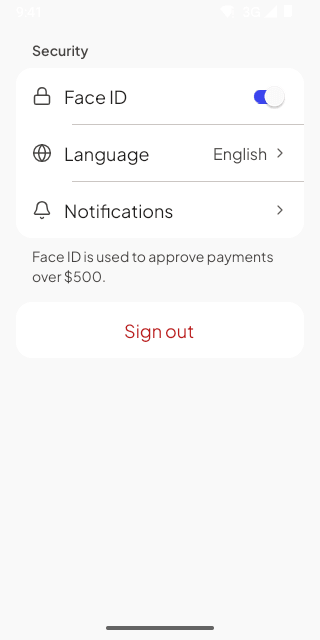 9:41
3G
Security
Face ID
Language
English
Notifications
Face ID is used to approve payments
over $500.
Sign out